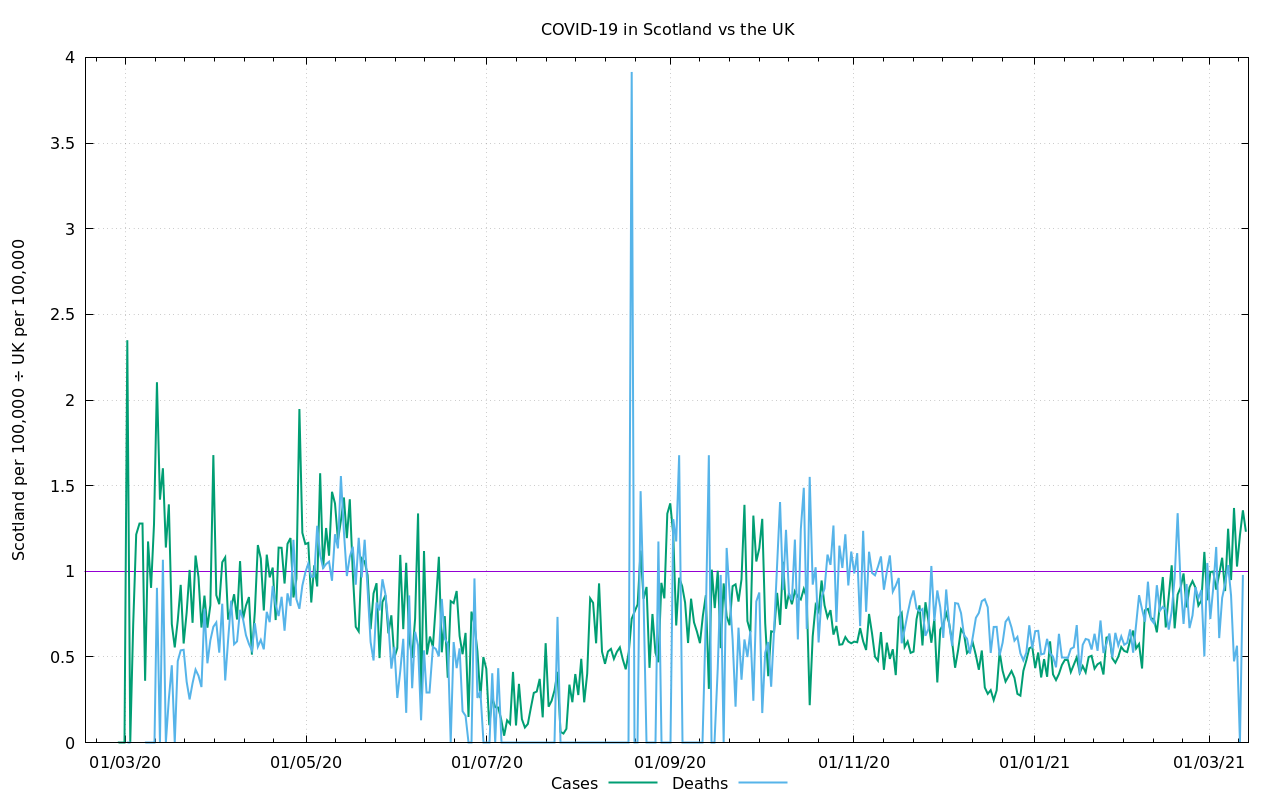 COVID-19 in Scotland vs the UK
Scotland per 100,000 ÷ UK per 100,000
4
3.5
3
2.5
2
1.5
1
0.5
0
01/03/20 01/05/20 01/07/20 01/09/20 01/11/20 01/01/21 01/03/21
Cases Deaths